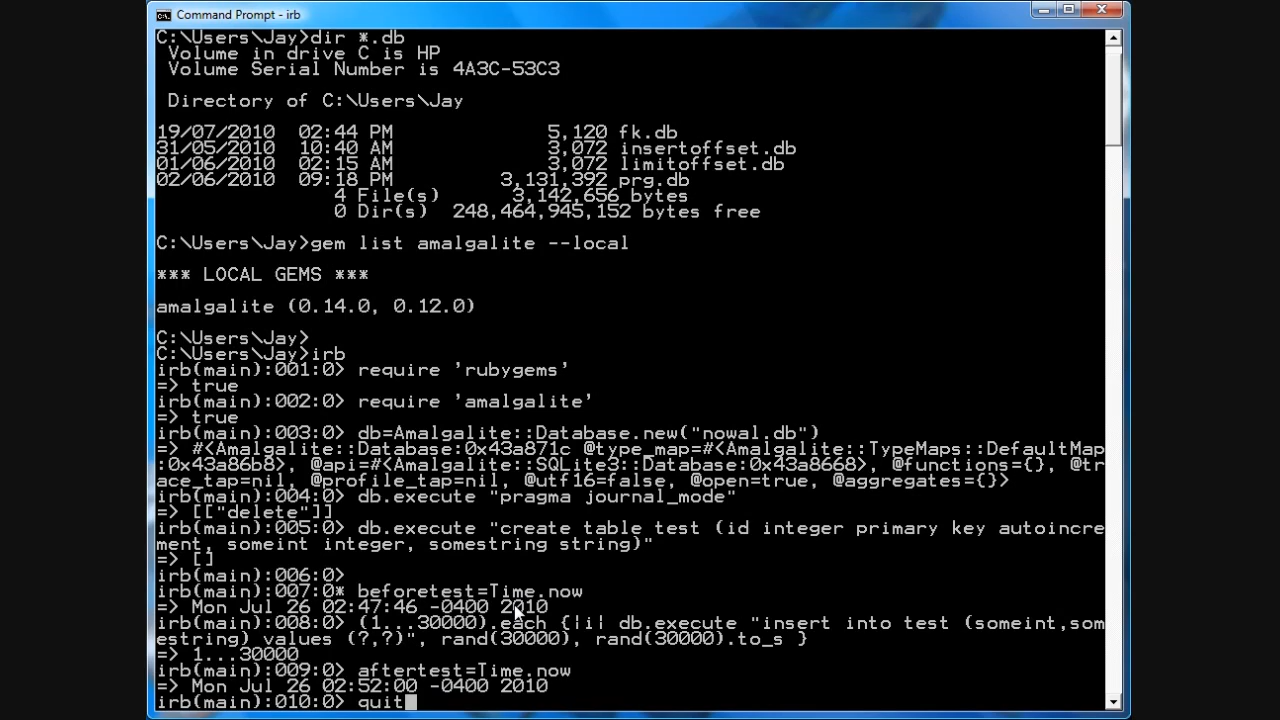 Command Prompt - irb
C:\Users\Jay>dir *.db
Volume in drive C is HP
Volume Serial Number is 4A3C-53C3
Directory of C:\Users\Jay
19/07/2010  02:44 PM             5,120 fk.db
31/05/2010  10:40 AM             3,072 insertoffset.db
01/06/2010  02:15 AM             3,072 limitoffset.db
02/06/2010  09:18 PM         3,131,392 prg.db
4 File(s)      3,142,656 bytes
0 Dir(s)  248,464,945,152 bytes free
C:\Users\Jay>gem list amalgalite --local
*** LOCAL GEMS ***
amalgalite (0.14.0, 0.12.0)
C:\Users\Jay>
C:\Users\Jay>irb
irb(main):001:0> require 'rubygems'
=> true
irb(main):002:0> require 'amalgalite'
=> true
irb(main):003:0> db=Amalgalite::Database.new("nowal.db")
=> #<Amalgalite::Database:0x43a871c @type_map=#<Amalgalite::TypeMaps::DefaultMap
:0x43a86b8>, @api=#<Amalgalite::SQLite3::Database:0x43a8668>, @functions={}, @tr
ace_tap=nil, @profile_tap=nil, @utf16=false, @open=true, @aggregates={}>
irb(main):004:0> db.execute "pragma journal_mode"
=> [["delete"]]
irb(main):005:0> db.execute "create table test (id integer primary key autoincre
ment, someint integer, somestring string)"
=> []
irb(main):006:0>
irb(main):007:0* beforetest=Time.now
=> Mon Jul 26 02:47:46 -0400 2010
irb(main):008:0> (1...30000).each {|i| db.execute "insert into test (someint,som
estring) values (?,?)", rand(30000), rand(30000).to_s }
=> 1...30000
irb(main):009:0> aftertest=Time.now
=> Mon Jul 26 02:52:00 -0400 2010
irb(main):010:0> quit